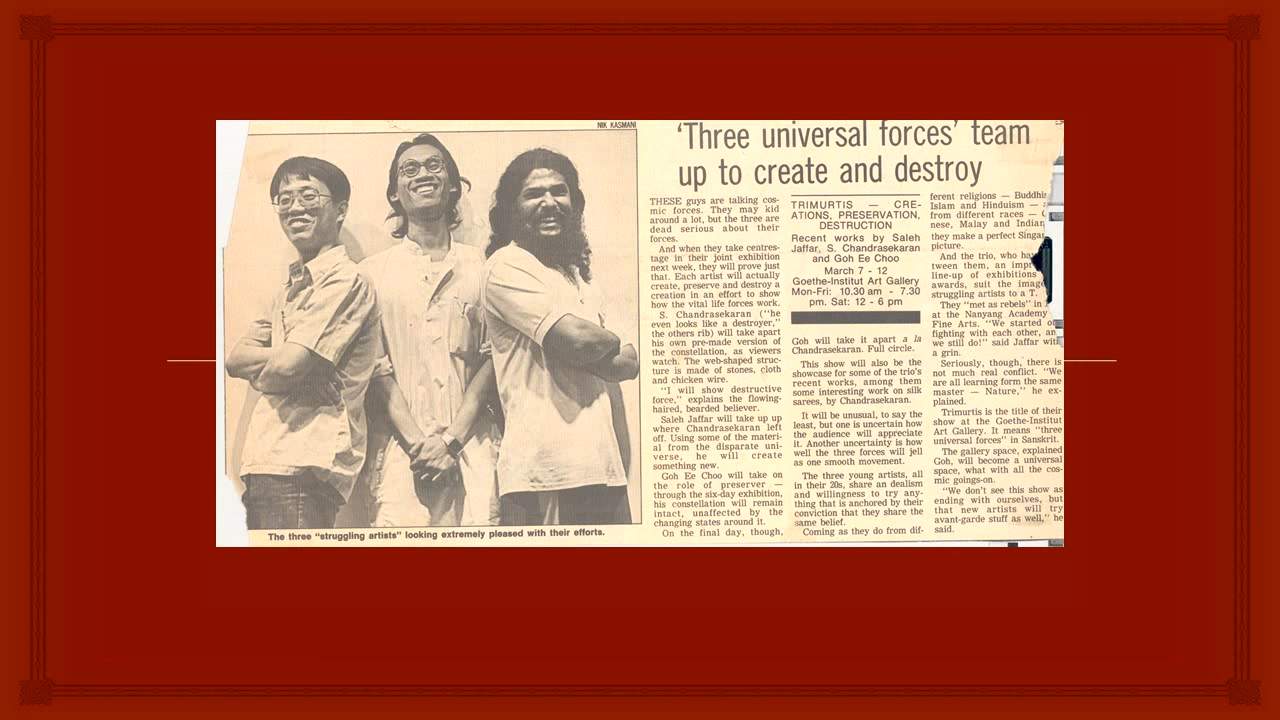 NIK KASMANI
'Three universal forces' team
up to create and destroy
The three "struggling artists" looking extremely pleased with their efforts.
THESE guys are talking cos-
mic forces. They may kid
around a lot, but the three are
dead serious about their
forces.
And when they take centres-
tage in their joint exhibition
next week, they will prove just
that. Each artist will actually
create, preserve and destroy a
creation in an effort to show
how the vital life forces work.
S. Chandrasekaran ("he
even looks like a destroyer,"
the others rib) will take apart
his own pre-made version of
the constellation, as viewers
watch. The web-shaped struc-
ture is made of stones, cloth
and chicken wire.
"I will show destructive
force," explains the flowing-
haired, bearded believer.
Saleh Jaffar will take up up
where Chandrasekaran left
off. Using some of the materi-
al from the disparate uni-
verse, he will create
something new.
Goh Ee Choo will take on
the role of preserver —
through the six-day exhibition,
his constellation will remain
intact, unaffected by the
changing states around it.
On the final day, though,
TRIMURTIS — CRE-
ATIONS, PRESERVATION,
DESTRUCTION
Recent works by Saleh
Jaffar, S. Chandrasekaran
and Goh Ee Choo
March 7 - 12
Goethe-Institut Art Gallery
Mon-Fri: 10.30 am - 7.30
pm. Sat: 12 - 6 pm
Goh will take it apart a la
Chandrasekaran. Full circle.
This show will also be the
showcase for some of the trio's
recent works, among them
some interesting work on silk
sarees, by Chandrasekaran.
It will be unusual, to say the
least, but one is uncertain how
the audience will appreciate
it. Another uncertainty is how
well the three forces will jell
as one smooth movement.
The three young artists, all
in their 20s, share an dealism
and willingness to try any-
thing that is anchored by their
conviction that they share the
same belief.
Coming as they do from dif-
ferent religions — Buddhis
Islam and Hinduism —
from different races —
nese, Malay and Indian
they make a perfect Singap
picture.
And the trio, who ha
tween them, an impr
line-up of exhibitions
awards, suit the imag
struggling artists to a T.
They "met as rebels" in
at the Nanyang Academy
Fine Arts. "We started o
fighting with each other, an
we still do!" said Jaffar with
a grin.
Seriously, though, there is
not much real conflict. "We
are all learning form the same
master — Nature," he ex-
plained.
Trimurtis is the title of their
show at the Goethe-Institut
Art Gallery. It means "three
universal forces" in Sanskrit.
The gallery space, explained
Goh, will become a universal
space, what with all the cos-
mic goings-on.
"We don't see this show as
ending with ourselves, but
that new artists will try
avant-garde stuff as well," he
said.